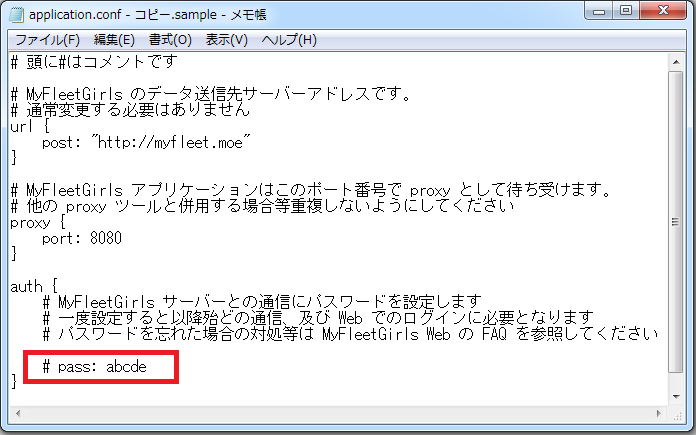 application.conf - コピー.sample - メモ帳
ファイル(F) 編集(E) 書式(O) 表示(V) ヘルプ(H)
# 頭に#はコメントです
# MyFleetGirls のデータ送信先サーバーアドレスです。
# 通常変更する必要はありません
url {
post: "http://myfleet.moe"
}
# MyFleetGirls アプリケーションはこのポート番号で proxy として待ち受けます。
# 他の proxy ツールと併用する場合等重複しないようにしてください
proxy {
port: 8080
}
auth {
# MyFleetGirls サーバーとの通信にパスワードを設定します
# 一度設定すると以降殆どの通信、及び Web でのログインに必要となります
# パスワードを忘れた場合の対処等は MyFleetGirls Web の FAQ を参照してください
# pass: abcde
}